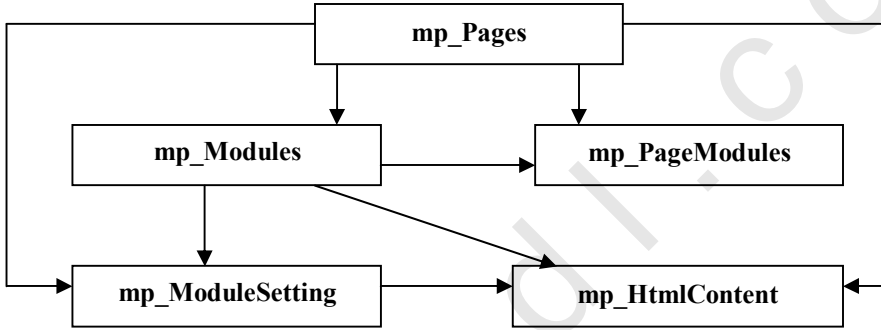 mp_Pages
mp_Modules
mp_PageModules
mp_ModuleSetting
mp_HtmlContent
d l . c o